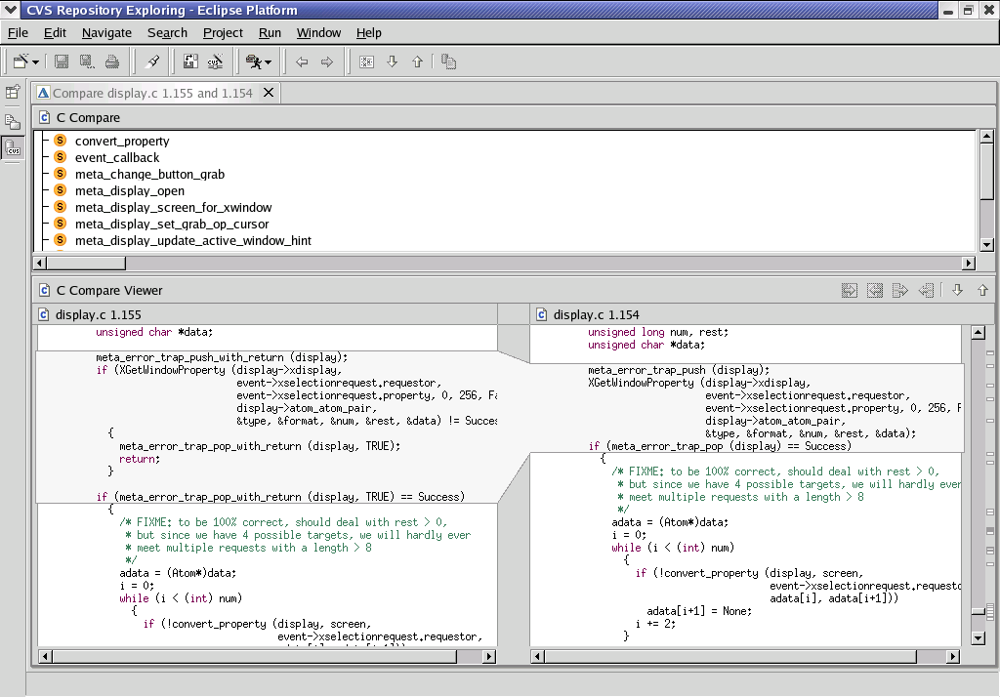 CVS Repository Exploring - Eclipse Platform
File Edit Navigate Search Project Run Window Help
Compare display.c 1.155 and 1.154
C Compare
convert_property
event_callback
meta_change_button_grab
meta_display_open
meta_display_screen_for_xwindow
meta_display_set_grab_op_cursor
meta_display_update_active_window_hint
C Compare Viewer
display.c 1.155
unsigned char *data;
meta_error_trap_push_with_return (display);
if (XGetWindowProperty (display->xdisplay,
event->xselectionrequest.requestor,
event->xselectionrequest.property, 0, 256, Fa
display->atom_atom_pair,
&type, &format, &num, &rest, &data) != Succes
{
meta_error_trap_pop_with_return (display, TRUE);
return;
}
if (meta_error_trap_pop_with_return (display, TRUE) == Success)
{
/* FIXME: to be 100% correct, should deal with rest > 0,
* but since we have 4 possible targets, we will hardly ever
* meet multiple requests with a length > 8
*/
adata = (Atom*)data;
i = 0;
while (i < (int) num)
{
if (!convert_property (display, screen,
event->xselectionrequest.requestor,
display.c 1.154
unsigned long num, rest;
unsigned char *data;
meta_error_trap_push (display);
XGetWindowProperty (display->xdisplay,
event->xselectionrequest.requestor,
event->xselectionrequest.property, 0, 256, F
display->atom_atom_pair,
&type, &format, &num, &rest, &data);
if (meta_error_trap_pop (display) == Success)
{
/* FIXME: to be 100% correct, should deal with rest > 0,
* but since we have 4 possible targets, we will hardly ever
* meet multiple requests with a length > 8
*/
adata = (Atom*)data;
i = 0;
while (i < (int) num)
{
if (!convert_property (display, screen,
event->xselectionrequest.requesto
adata[i], adata[i+1]))
adata[i+1] = None;
i += 2;
}